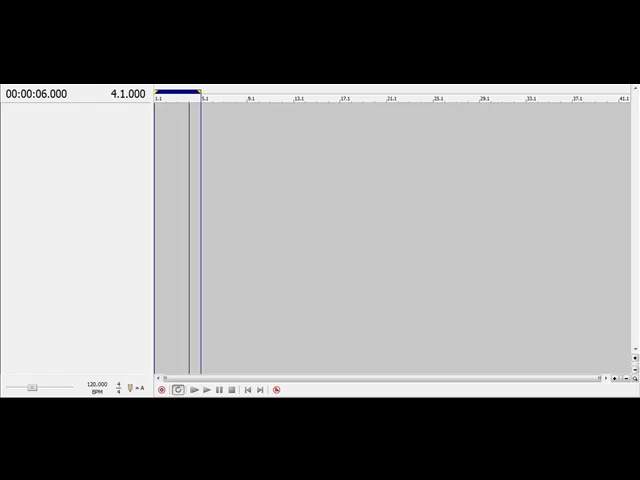 00:00:06.000 4.1.000
1.1 5.1 9.1 13.1 17.1 21.1 25.1 29.1 33.1 37.1 41.1
120.000 4 = A
BPM 4